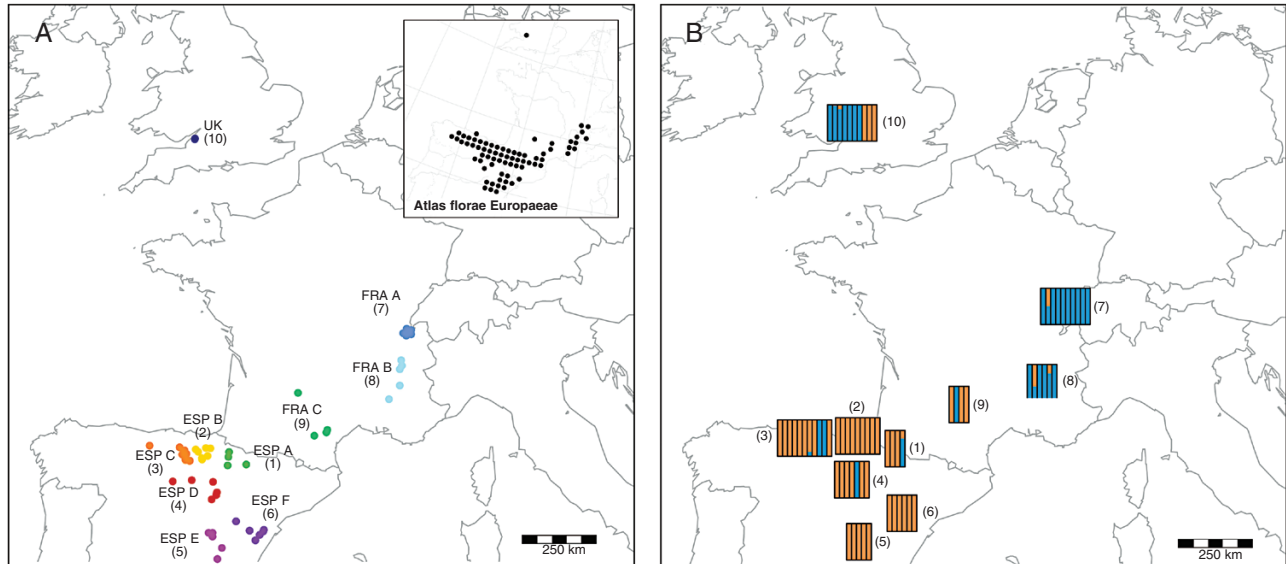 A
UK
(10)
Atlas florae Europaeae
FRA A
(7)
FRA B
(8)
FRA C
(9)
ESP B
(2)
ESP C
(3)
ESP A
(1)
ESP D
(4)
ESP F
(6)
ESP E
(5)
250 km
B
(10)
(7)
(8)
(9)
(2)
(3)
(1)
(4)
(6)
(5)
250 km